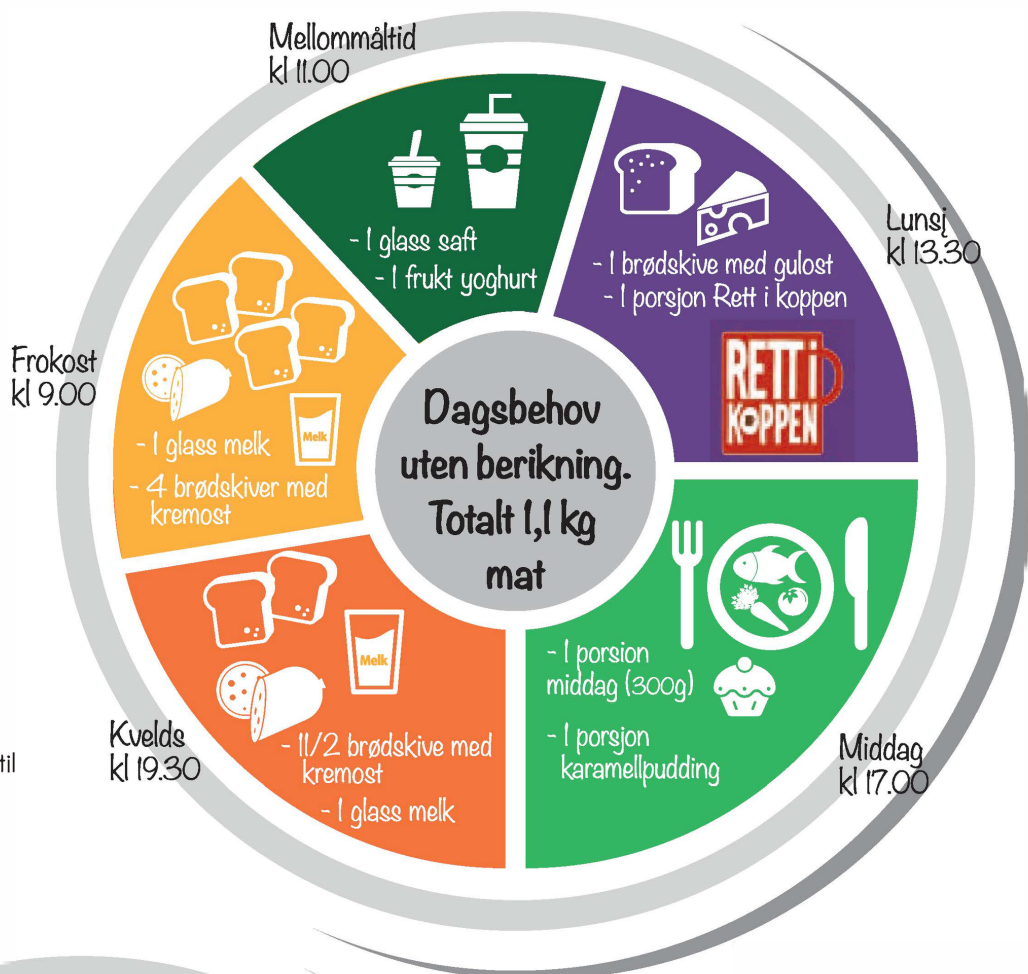 Mellommåltid
kl 11.00
- 1 glass saft
- 1 frukt yoghurt
Lunsj
kl 13.30
- 1 brødskive med gulost
- 1 porsjon Rett i koppen
RETT i
KOPPEN
Frokost
kl 9.00
Melk
- 1 glass melk
- 4 brødskiver med
kremost
Dagsbehov
uten berikning.
Totalt 1,1 kg
mat
Melk
Kvelds
kl 19.30
- 11/2 brødskive med
kremost
- 1 glass melk
- 1 porsion
middag (300g)
- 1 porsjon
karamellpudding
Middag
kl 17.00
til